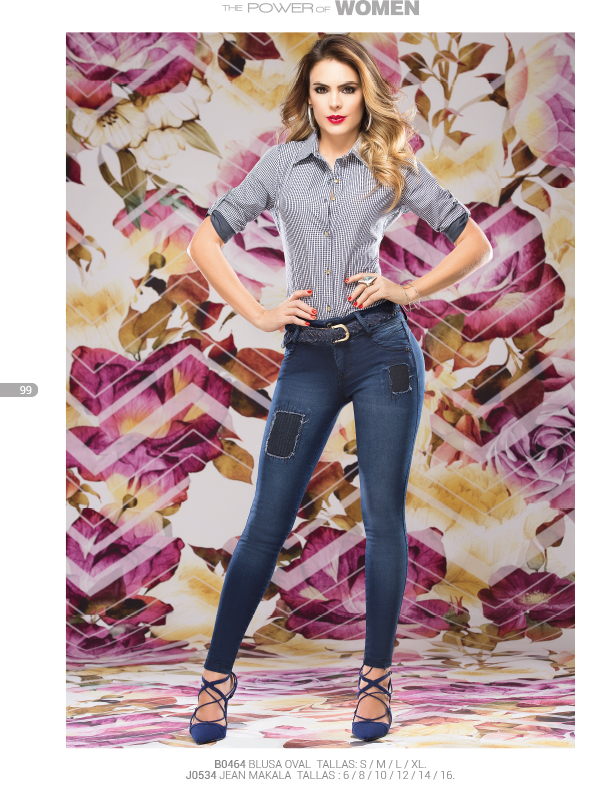 THE POWER OF WOMEN
99
B0464 BLUSA OVAL TALLAS: S / M / L / XL.
J0534 JEAN MAKALA TALLAS : 6 / 8 / 10 / 12 / 14 / 16.